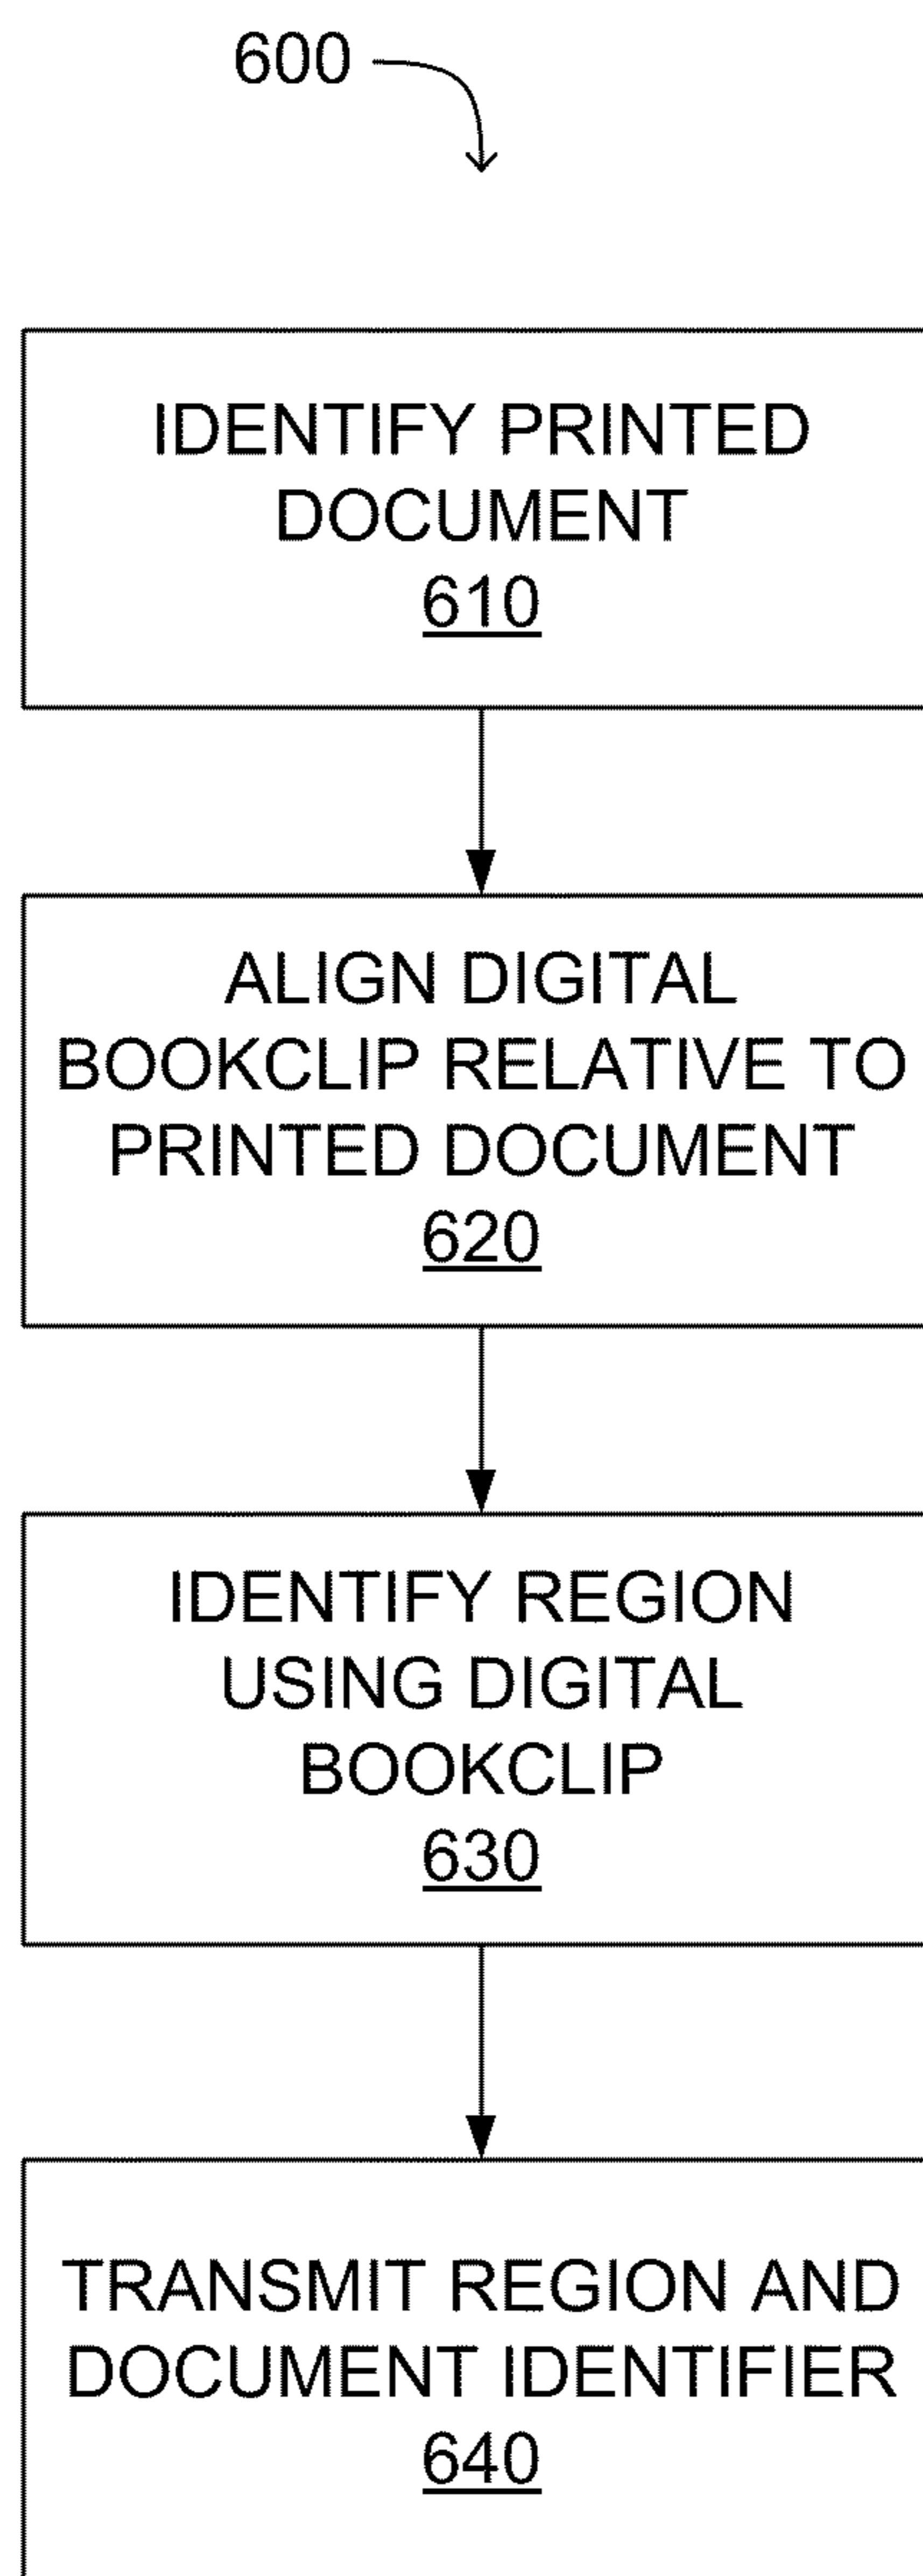 600
IDENTIFY PRINTED
DOCUMENT
610
ALIGN DIGITAL
BOOKCLIP RELATIVE TO
PRINTED DOCUMENT
620
IDENTIFY REGION
USING DIGITAL
BOOKCLIP
630
TRANSMIT REGION AND
DOCUMENT IDENTIFIER
640